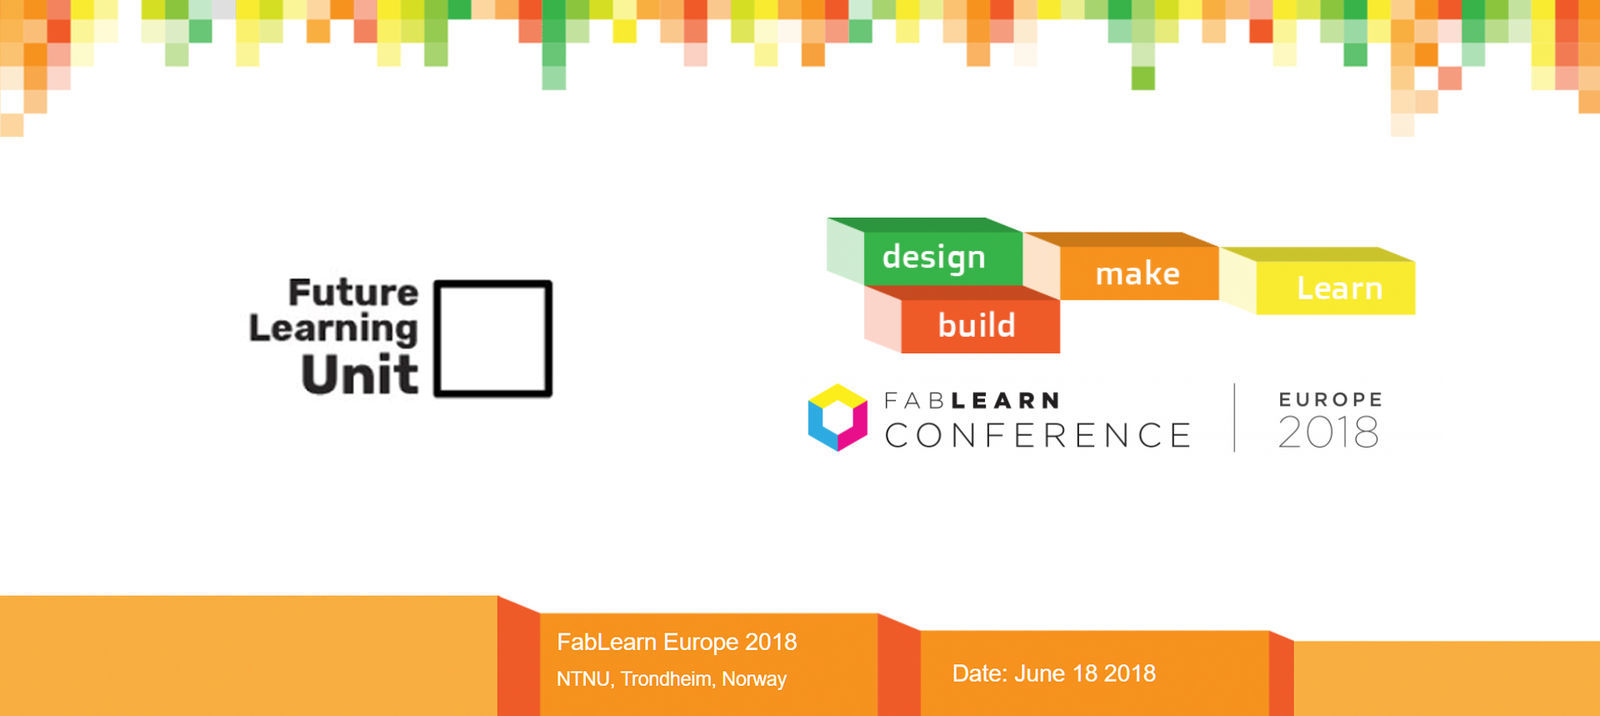 Future
Learning
Unit
design
make
Learn
build
FABLEARN
CONFERENCE
EUROPE
2018
FabLearn Europe 2018
NTNU, Trondheim, Norway
Date: June 18 2018